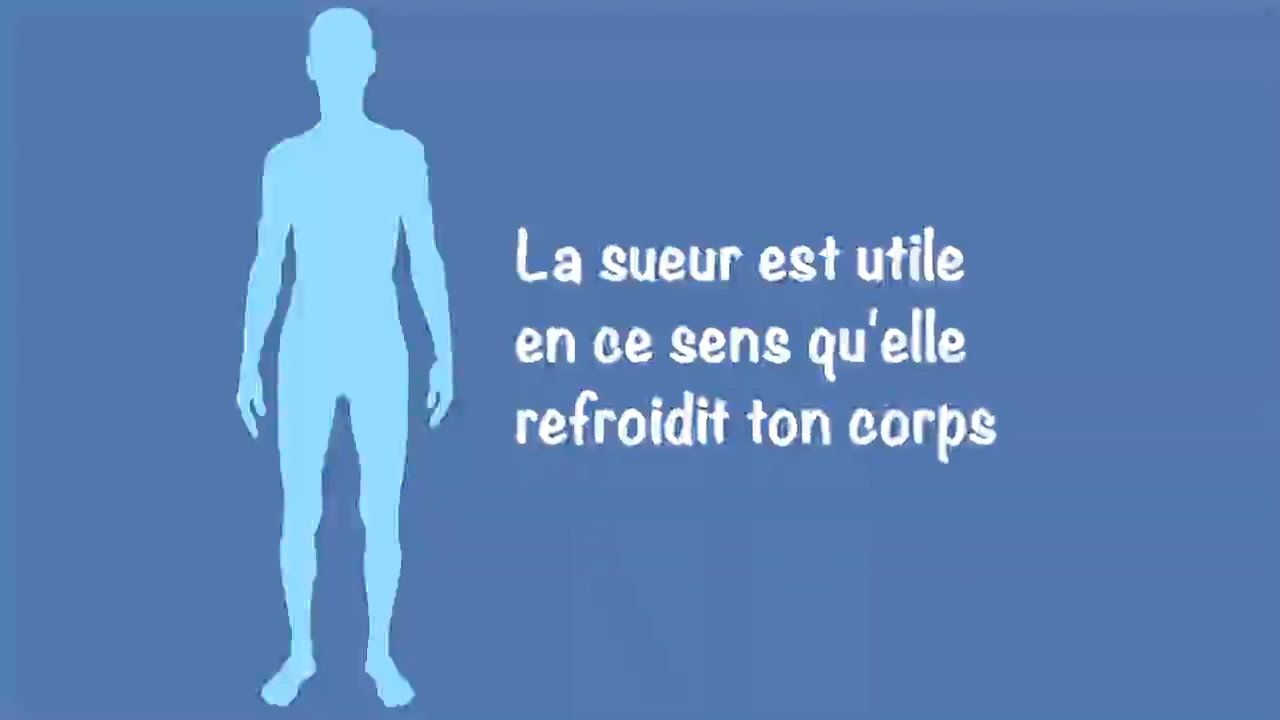 La sueur est utile
en ce sens qu'elle
refroidit ton corps